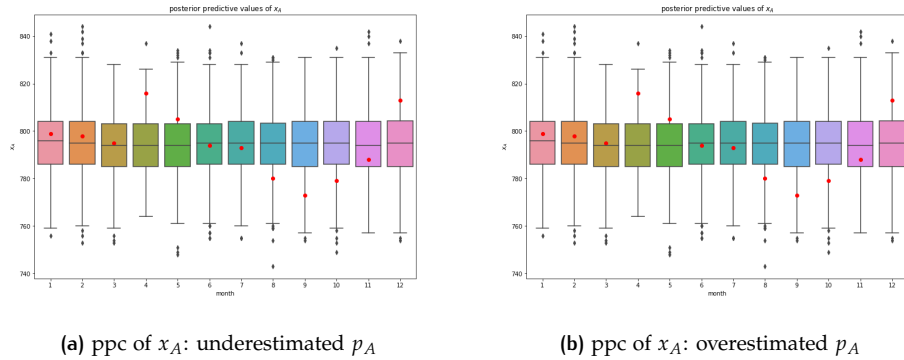 posterior predictive values of x_A
840
820
800
780
760
740
x_A
1 2 3 4 5 6 7 8 9 10 11 12
month
(a) ppc of x_A: underestimated p_A
posterior predictive values of x_A
840
820
800
780
760
740
x_A
1 2 3 4 5 6 7 8 9 10 11 12
month
(b) ppc of x_A: overestimated p_A